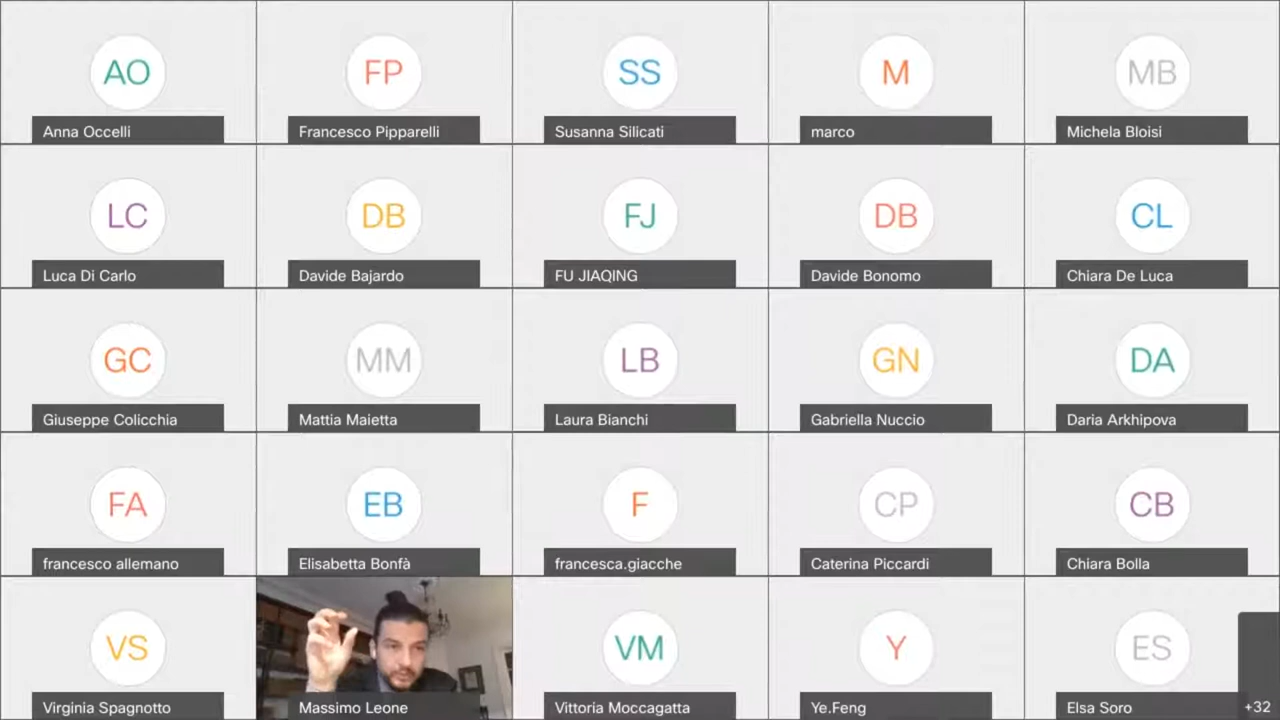 AO
FP
SS
M
MB
Anna Occelli
Francesco Pipparelli
Susanna Silicati
marco
Michela Bloisi
LC
DB
FJ
DB
CL
Luca Di Carlo
Davide Bajardo
FU JIAQING
Davide Bonomo
Chiara De Luca
GC
MM
LB
GN
DA
Giuseppe Colicchia
Mattia Maietta
Laura Bianchi
Gabriella Nuccio
Daria Arkhipova
FA
EB
F
CP
CB
francesco allemano
Elisabetta Bonfà
francesca.giacche
Caterina Piccardi
Chiara Bolla
VS
VM
Y
ES
Virginia Spagnotto
Massimo Leone
Vittoria Moccagatta
Ye.Feng
Elsa Soro
+32